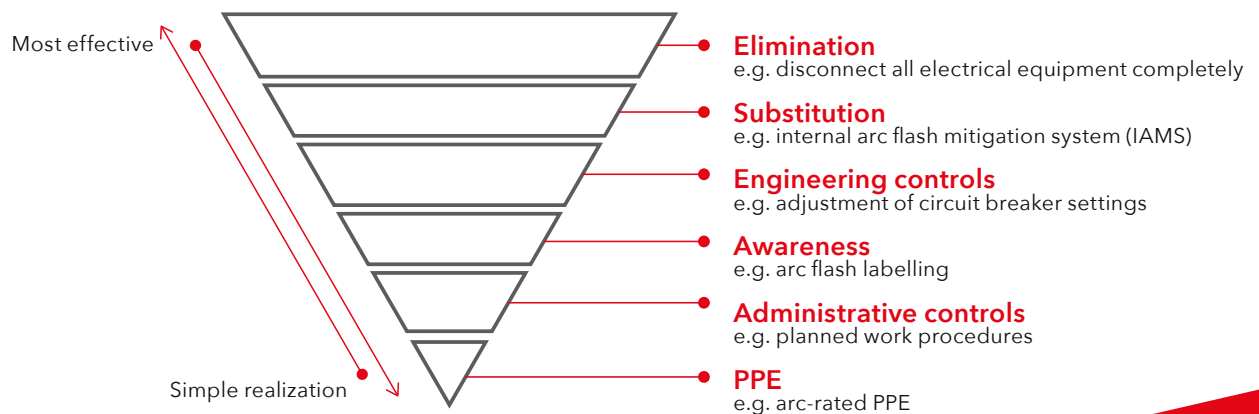 Most effective
Elimination
e.g. disconnect all electrical equipment completely
Substitution
e.g. internal arc flash mitigation system (IAMS)
Engineering controls
e.g. adjustment of circuit breaker settings
Awareness
e.g. arc flash labelling
Administrative controls
e.g. planned work procedures
Simple realization
PPE
e.g. arc-rated PPE